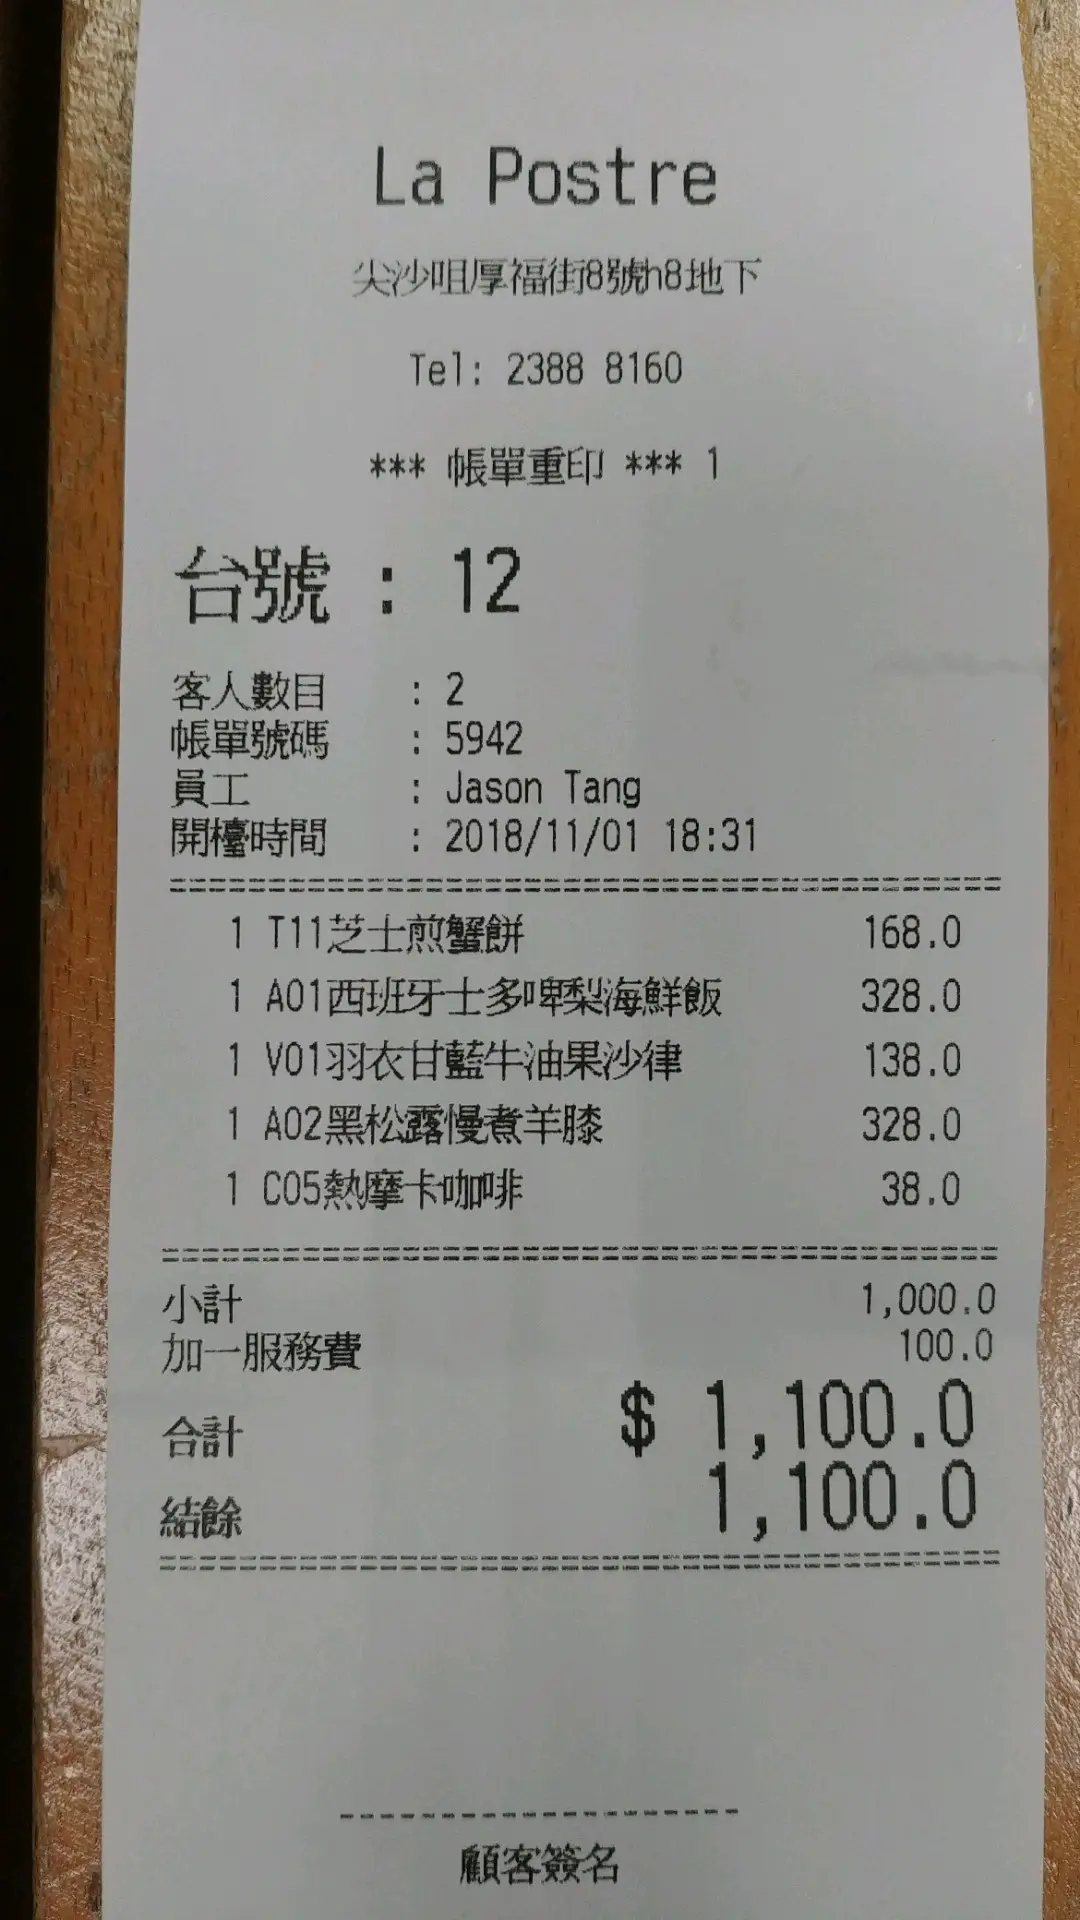 La Postre
尖沙咀厚福街8號h8地下
Tel: 2388 8160
*** 帳單重印 *** 1
台號 : 12
客人數目 : 2
帳單號碼 : 5942
員工 : Jason Tang
開檯時間 : 2018/11/01 18:31
1 T11芝士煎蟹餅 168.0
1 A01西班牙士多啤梨海鮮飯 328.0
1 V01羽衣甘藍牛油果沙律 138.0
1 A02黑松露慢煮羊膝 328.0
1 C05熱摩卡咖啡 38.0
小計 1,000.0
加一服務費 100.0
合計 $ 1,100.0
結餘 1,100.0
顧客簽名